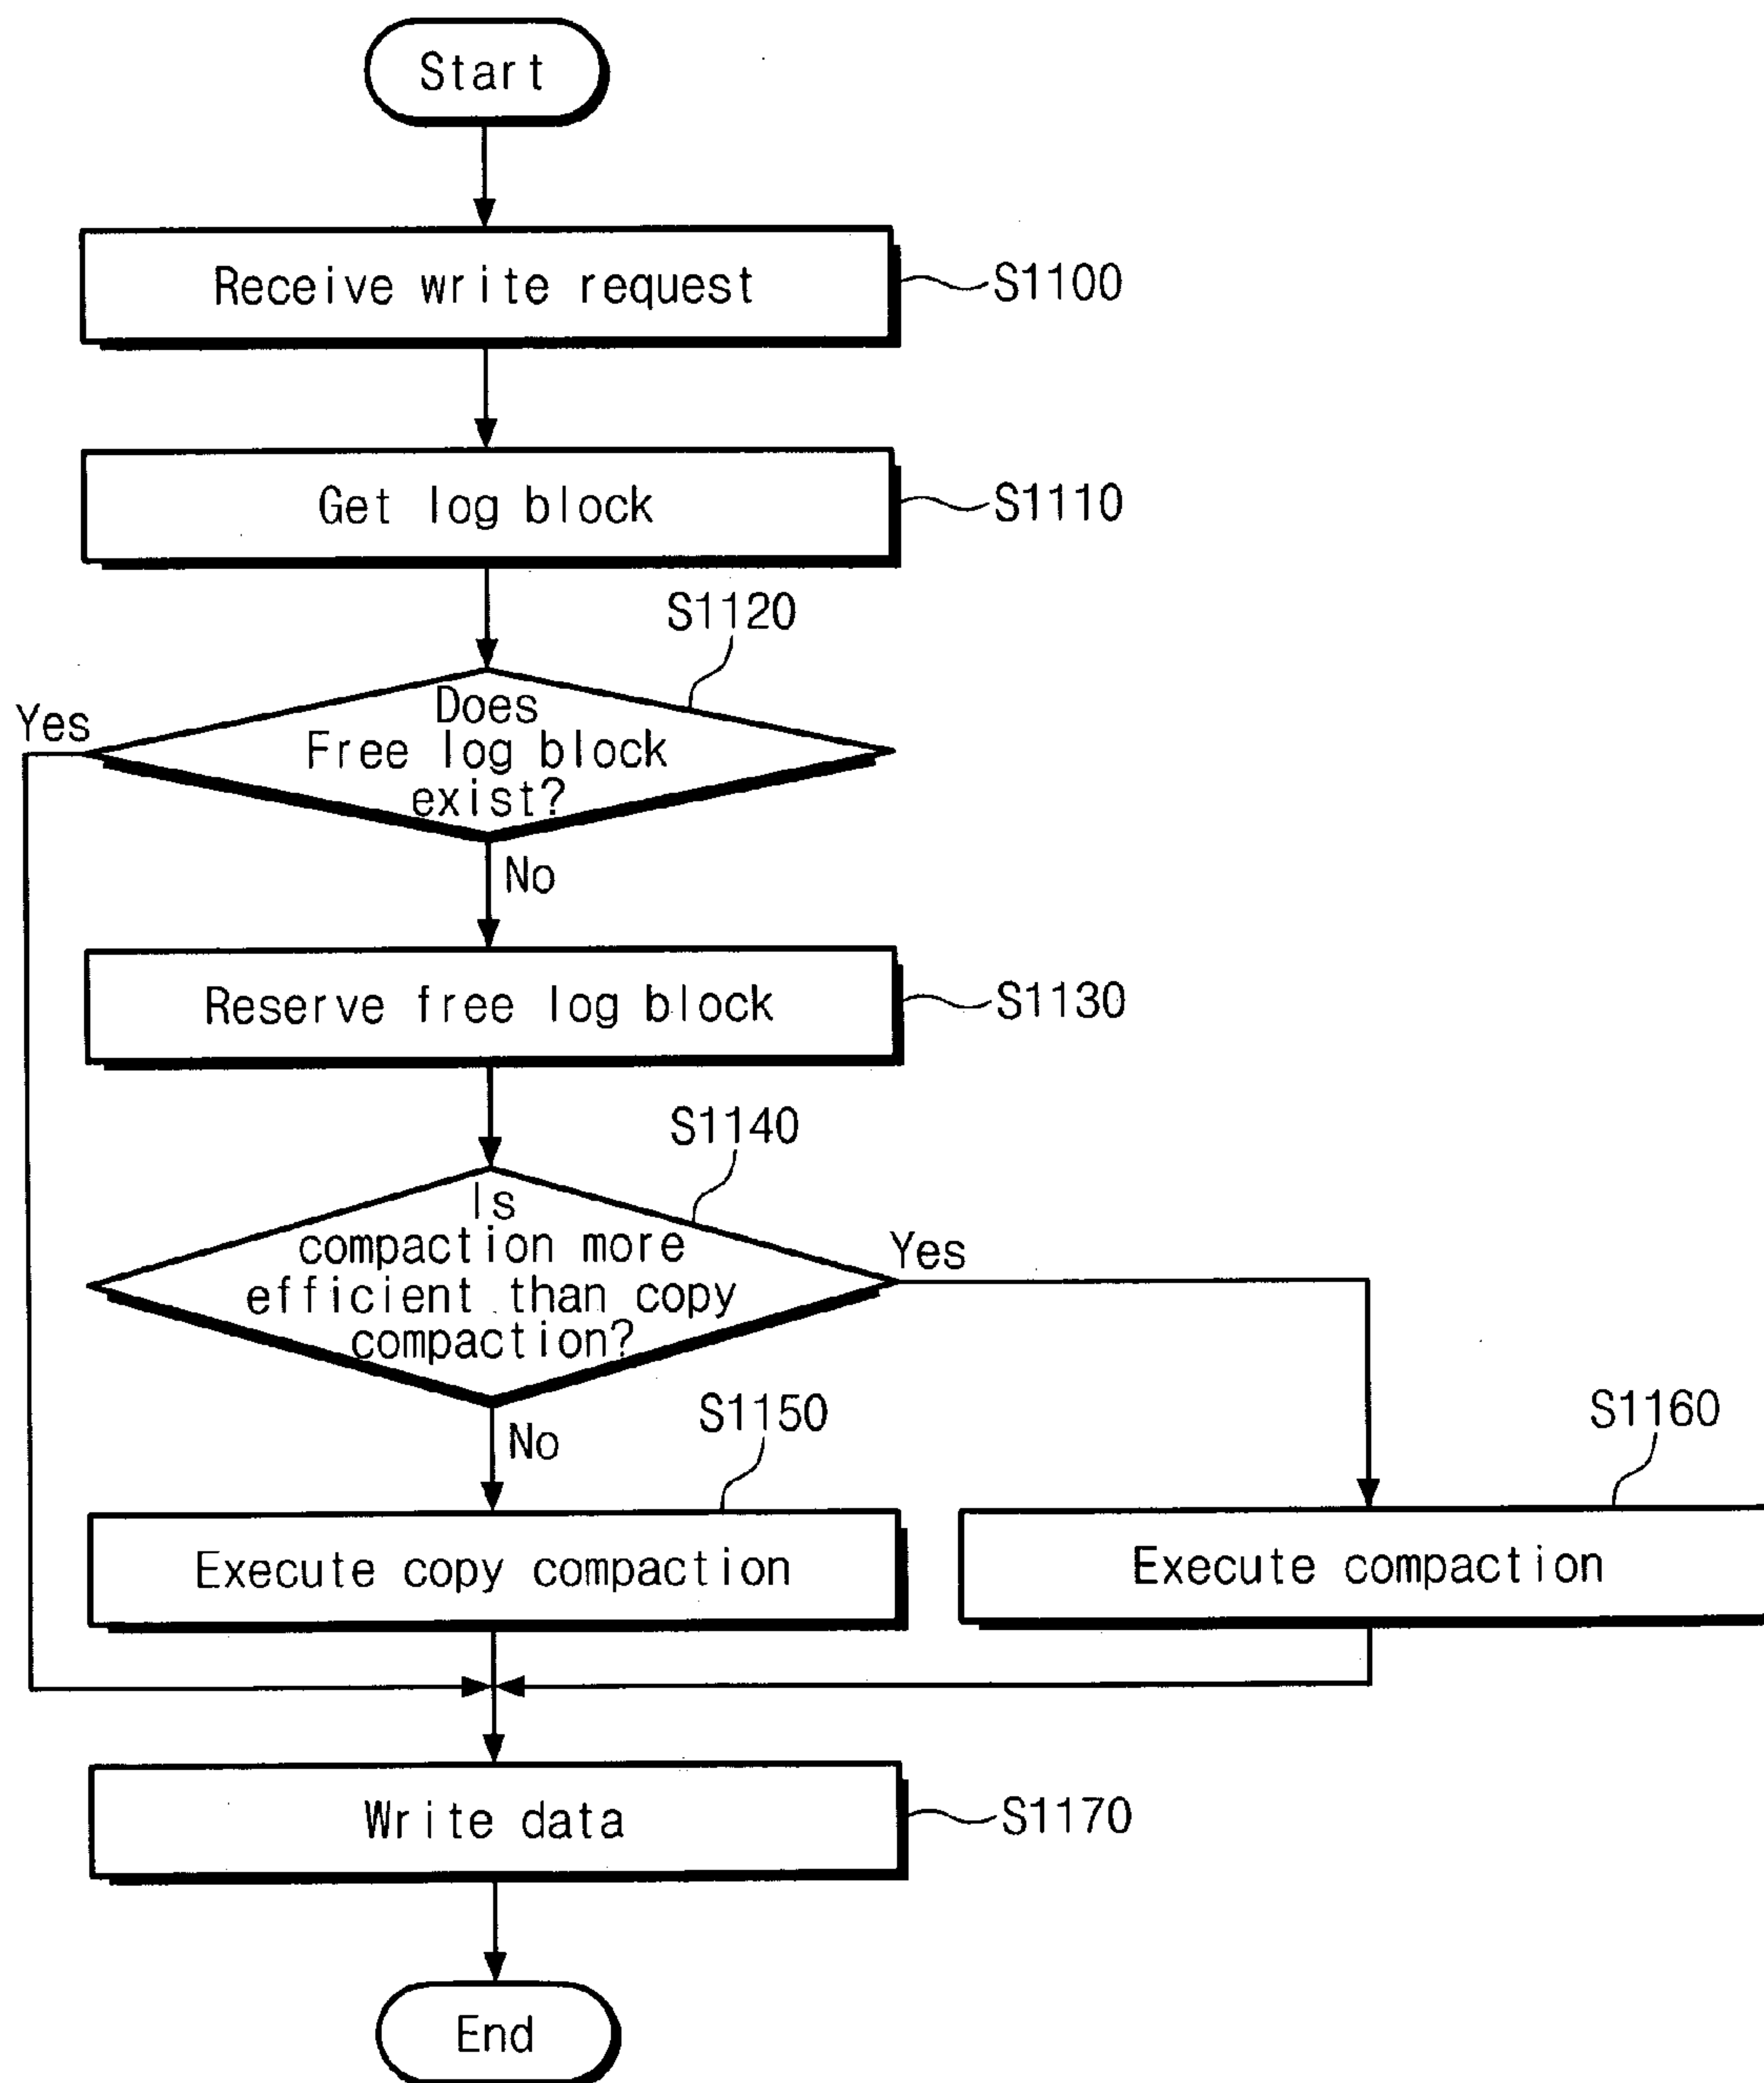 Start
Receive write request
S1100
Get log block
S1110
S1120
Does
Free log block
exist?
Yes
No
Reserve free log block
S1130
S1140
Is
compaction more
efficient than copy
compaction?
Yes
No
S1150
S1160
Execute copy compaction
Execute compaction
Write data
S1170
End